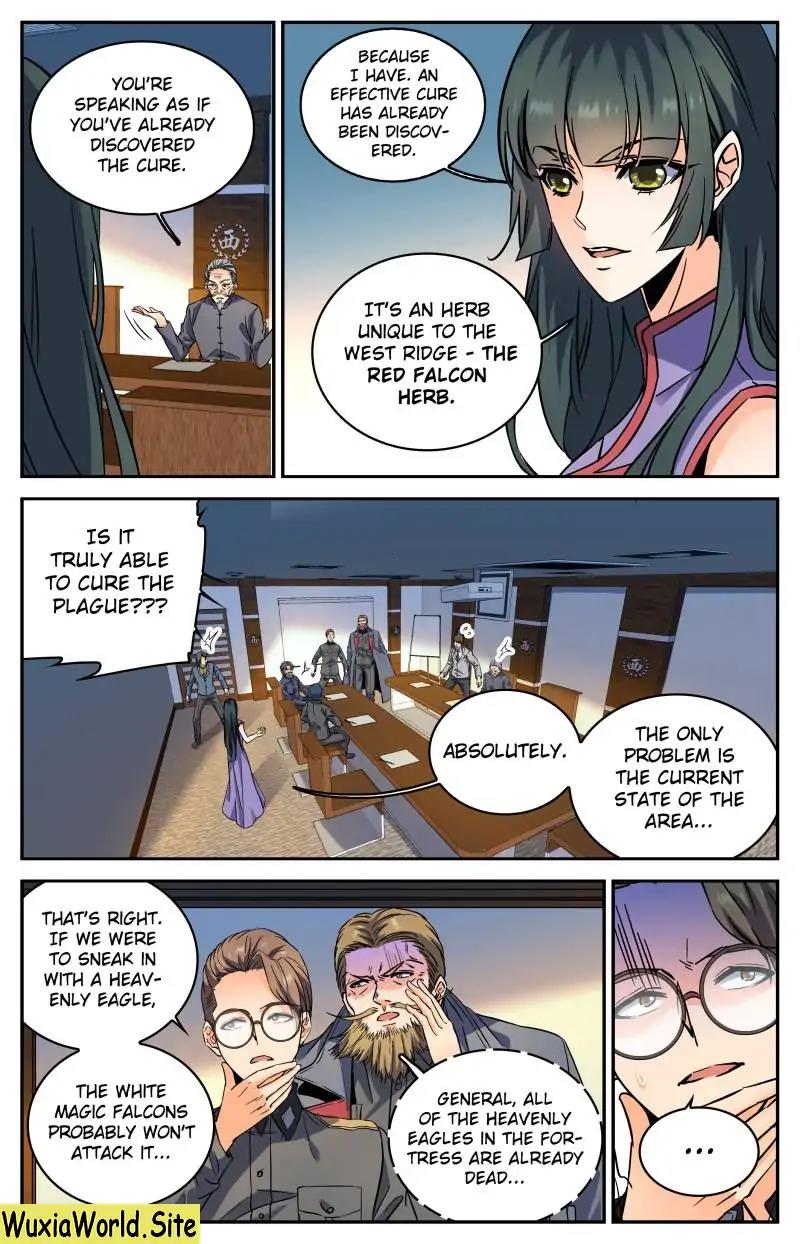 YOU'RE
SPEAKING AS IF
YOU'VE ALREADY
DISCOVERED
THE CURE.
西
BECAUSE
I HAVE. AN
EFFECTIVE CURE
HAS ALREADY
BEEN DISCOV-
ERED.
IT'S AN HERB
UNIQUE TO THE
WEST RIDGE - THE
RED FALCON
HERB.
IS IT
TRULY ABLE
TO CURE THE
PLAGUE???
西
西
ABSOLUTELY.
THE ONLY
PROBLEM IS
THE CURRENT
STATE OF THE
AREA...
THAT'S RIGHT.
IF WE WERE
TO SNEAK IN
WITH A HEAV-
ENLY EAGLE,
THE WHITE
MAGIC FALCONS
PROBABLY WON'T
ATTACK IT...
GENERAL, ALL
OF THE HEAVENLY
EAGLES IN THE FOR-
TRESS ARE ALREADY
DEAD...
...
WuxiaWorld.Site